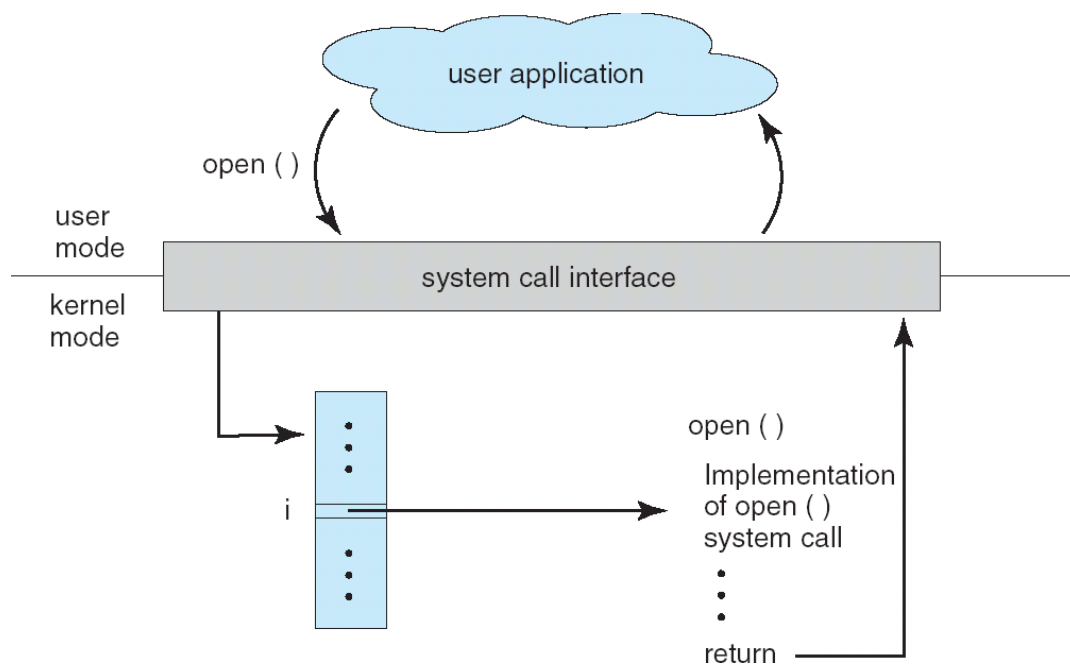 user application
open ( )
user
mode
system call interface
kernel
mode
open ( )
i
Implementation
of open ( )
system call
return